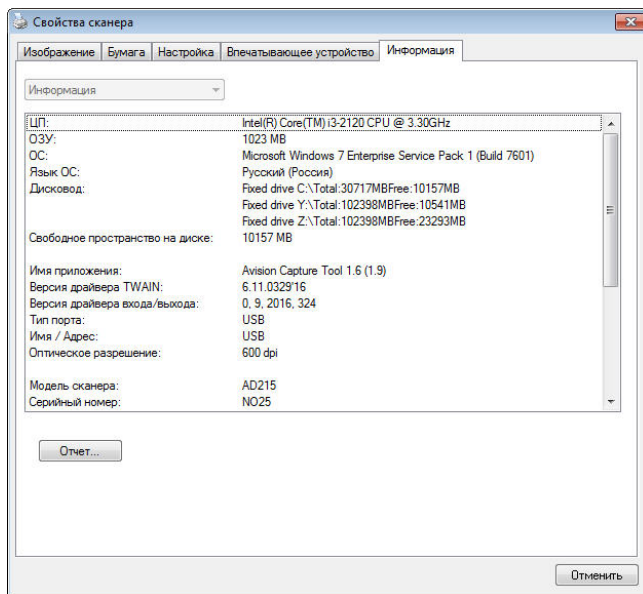 Свойства сканера
Изображение Бумага Настройка Впечатывающее устройство Информация
Информация
ЦП: Intel(R) Core(TM) i3-2120 CPU @ 3.30GHz
ОЗУ: 1023 MB
ОС: Microsoft Windows 7 Enterprise Service Pack 1 (Build 7601)
Язык ОС: Русский (Россия)
Дисковод: Fixed drive C:\Total:30717MBFree:10157MB
Fixed drive Y:\Total:102398MBFree:10541MB
Fixed drive Z:\Total:102398MBFree:23293MB
Свободное пространство на диске: 10157 MB
Имя приложения: Avision Capture Tool 1.6 (1.9)
Версия драйвера TWAIN: 6.11.0329'16
Версия драйвера входа/выхода: 0, 9, 2016, 324
Тип порта: USB
Имя / Адрес: USB
Оптическое разрешение: 600 dpi
Модель сканера: AD215
Серийный номер: NO25
Отчет...
Отменить